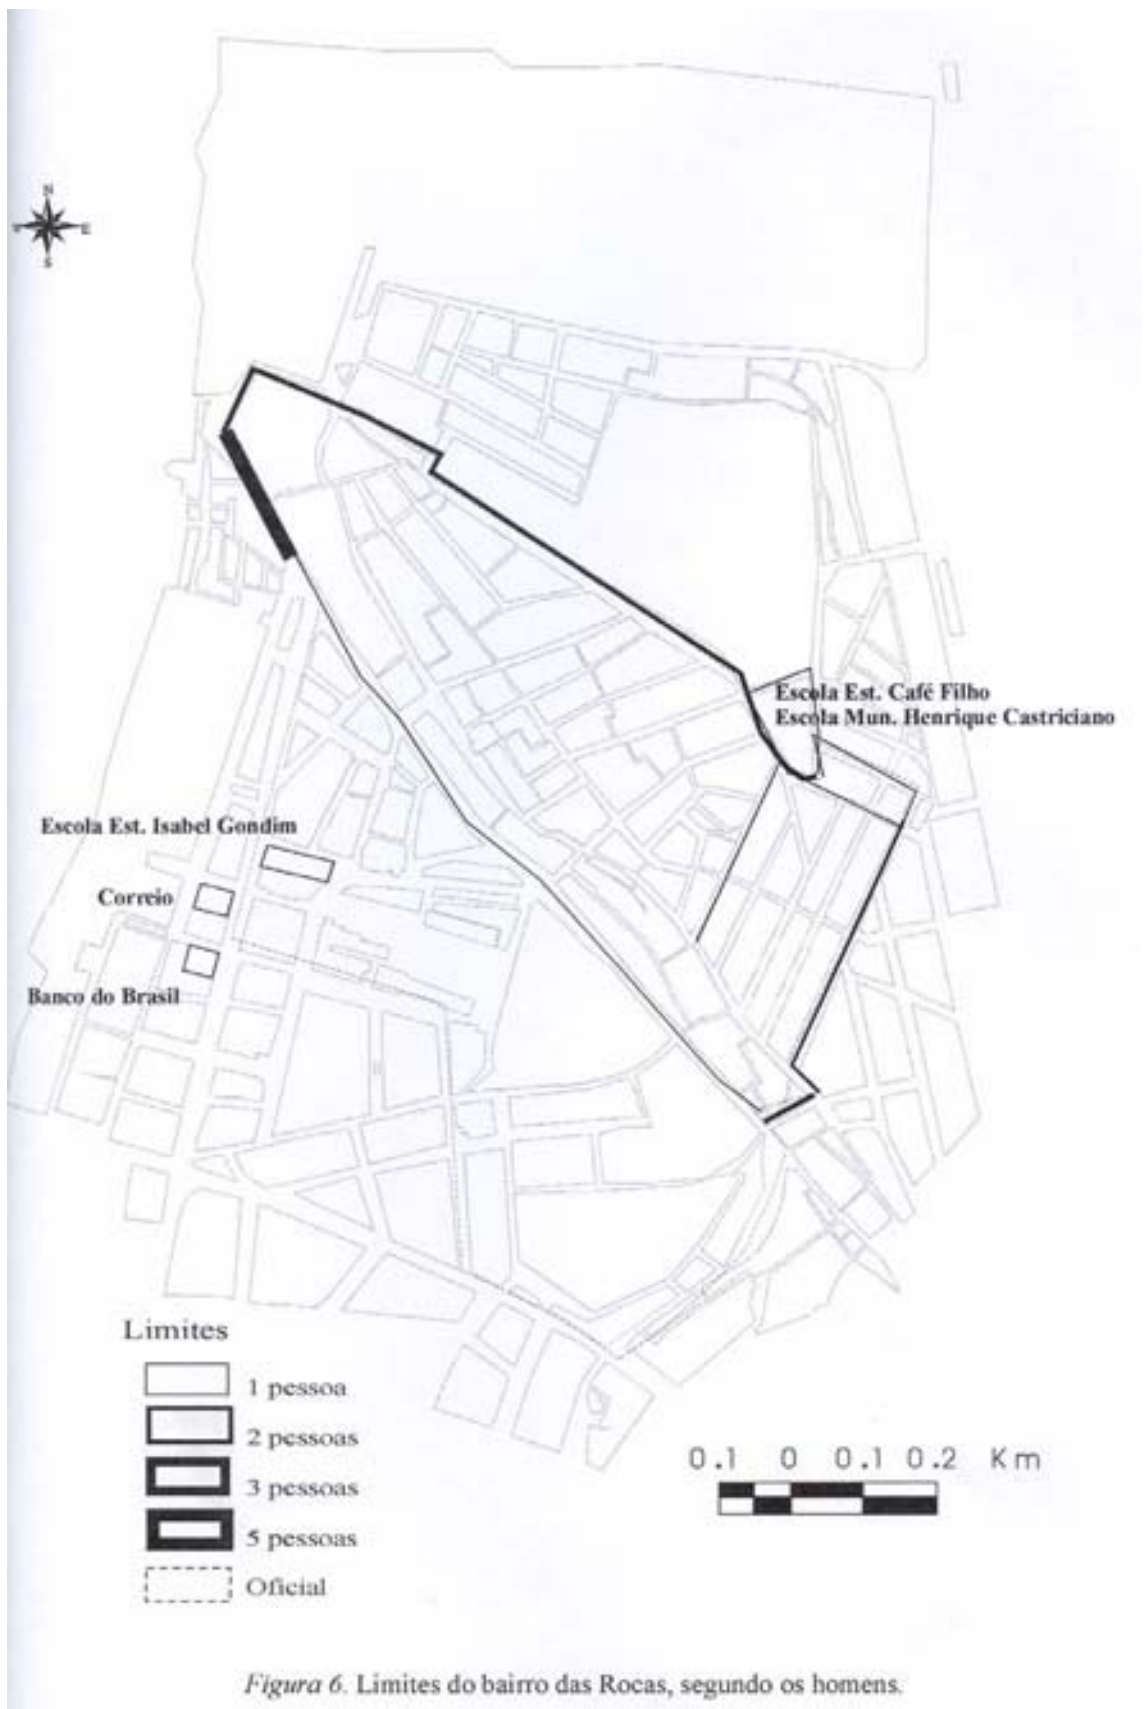 N
E
S
Escola Est. Café Filho
Escola Mun. Henrique Castriciano
Escola Est. Isabel Gondim
Correio
Banco do Brasil
Limites
1 pessoa
2 pessoas
3 pessoas
5 pessoas
Oficial
0.1 0 0.1 0.2 Km
Figura 6. Limites do bairro das Rocas, segundo os homens.